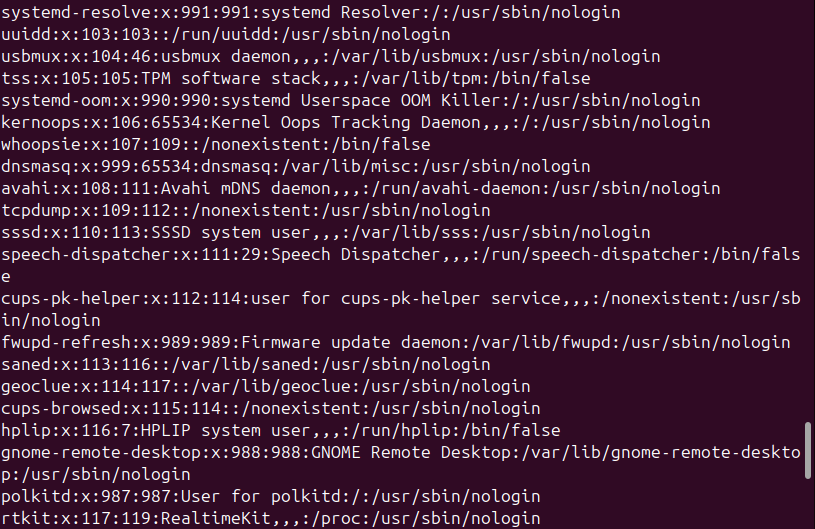 systemd-resolve:x:991:991:systemd Resolver:/:/usr/sbin/nologin
uuidd:x:103:103::/run/uuidd:/usr/sbin/nologin
usbmux:x:104:46:usbmux daemon,,,:/var/lib/usbmux:/usr/sbin/nologin
tss:x:105:105:TPM software stack,,,:/var/lib/tpm:/bin/false
systemd-oom:x:990:990:systemd Userspace OOM Killer:/:/usr/sbin/nologin
kernoops:x:106:65534:Kernel Oops Tracking Daemon,,,:/:/usr/sbin/nologin
whoopsie:x:107:109::/nonexistent:/bin/false
dnsmasq:x:999:65534:dnsmasq:/var/lib/misc:/usr/sbin/nologin
avahi:x:108:111:Avahi mDNS daemon,,,:/run/avahi-daemon:/usr/sbin/nologin
tcpdump:x:109:112::/nonexistent:/usr/sbin/nologin
sssd:x:110:113:SSSD system user,,,:/var/lib/sss:/usr/sbin/nologin
speech-dispatcher:x:111:29:Speech Dispatcher,,,:/run/speech-dispatcher:/bin/fals
e
cups-pk-helper:x:112:114:user for cups-pk-helper service,,,:/nonexistent:/usr/sb
in/nologin
fwupd-refresh:x:989:989:Firmware update daemon:/var/lib/fwupd:/usr/sbin/nologin
saned:x:113:116::/var/lib/saned:/usr/sbin/nologin
geoclue:x:114:117::/var/lib/geoclue:/usr/sbin/nologin
cups-browsed:x:115:114::/nonexistent:/usr/sbin/nologin
hplip:x:116:7:HPLIP system user,,,:/run/hplip:/bin/false
gnome-remote-desktop:x:988:988:GNOME Remote Desktop:/var/lib/gnome-remote-deskto
p:/usr/sbin/nologin
polkitd:x:987:987:User for polkitd:/:/usr/sbin/nologin
rtkit:x:117:119:RealtimeKit,,,:/proc:/usr/sbin/nologin